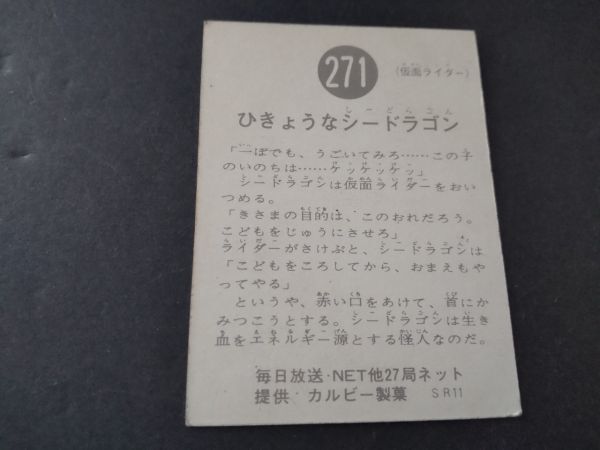 271
(仮面ライダー)
ひきょうなシードラゴン
「一ぽでも、うごいてみろ……この子
のいのちは……ケッケッケッ」
シードラゴンは仮面ライダーをおい
つめる。
「きさまの目的は、このおれだろう。
こどもをじゅうにさせろ」
ライダーがさけぶと、シードラゴンは
「こどもをころしてから、おまえもや
ってやる」
というや、赤い口をあけて、首にか
みつこうとする。シードラゴンは生き
血をエネルギー源とする怪人なのだ。
毎日放送・NET他27局ネット
提供・カルビー製菓 SR11